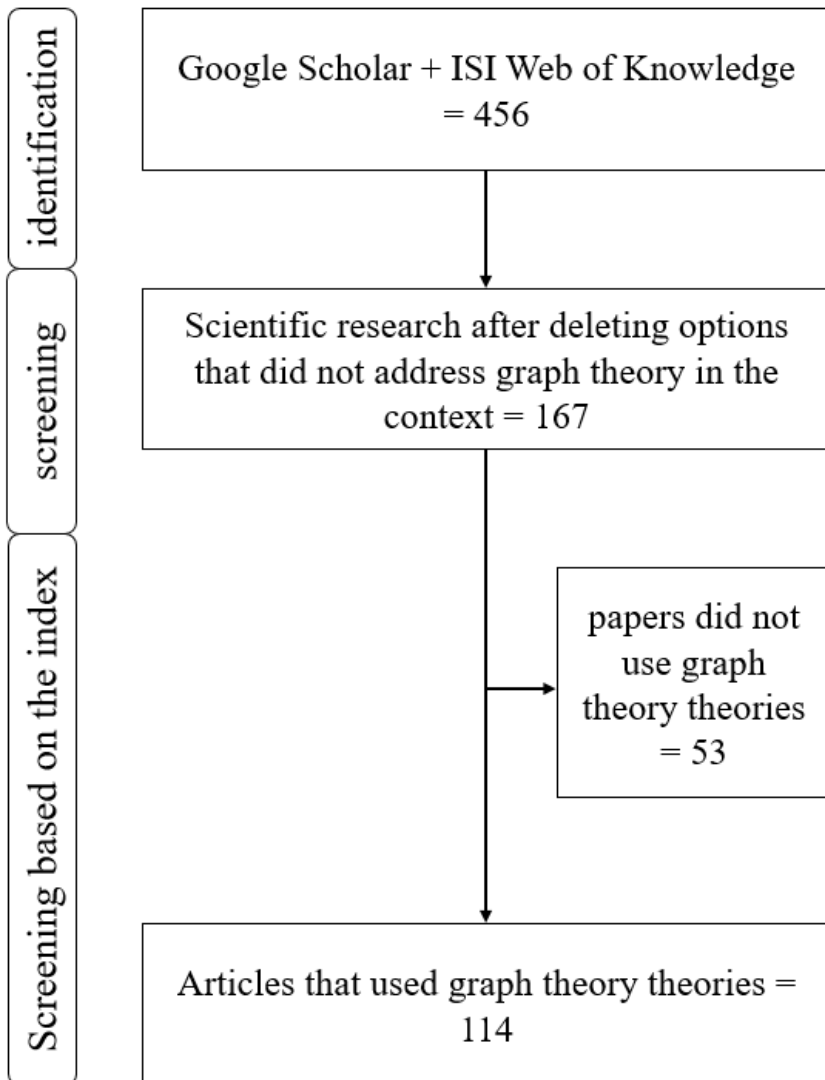 identification
Google Scholar + ISI Web of Knowledge
= 456
screening
Scientific research after deleting options
that did not address graph theory in the
context = 167
Screening based on the index
papers did not
use graph
theory theories
= 53
Articles that used graph theory theories =
114